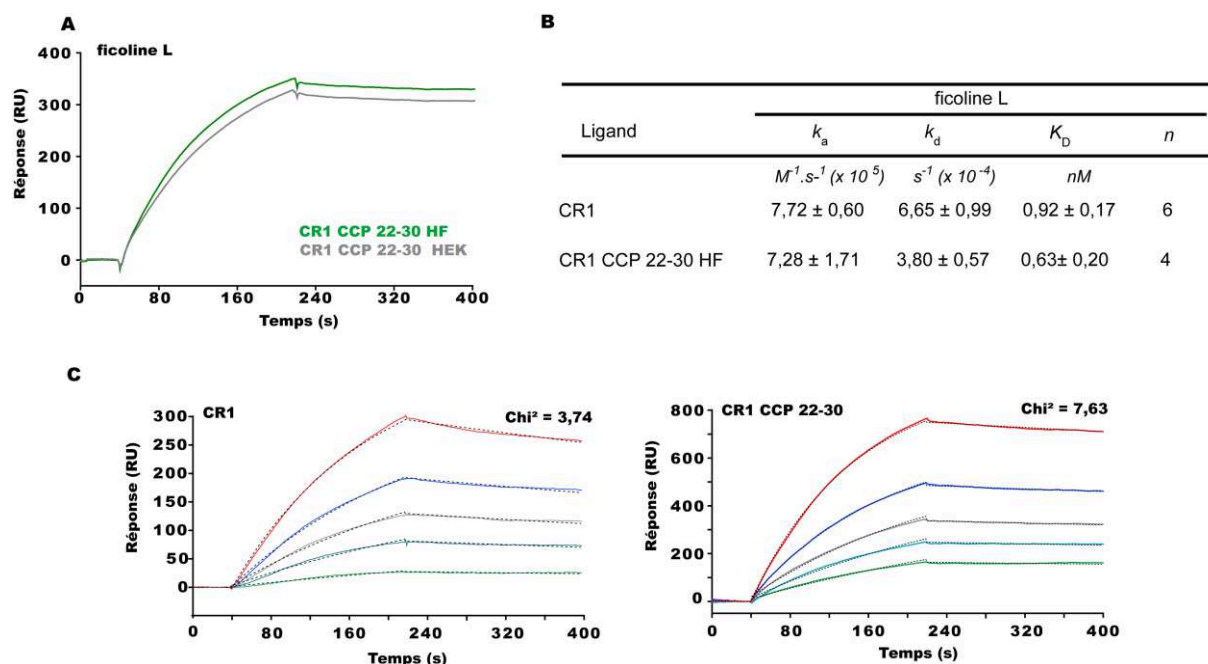 A
ficoline L
400
300
200
100
0
Réponse (RU)
0 80 160 240 320 400
Temps (s)
CR1 CCP 22-30 HF
CR1 CCP 22-30 HEK
B
ficoline L
Ligand ka kd KD n
M-1.s-1 (x 10 5) s-1 (x 10-4) nM
CR1 7,72 ± 0,60 6,65 ± 0,99 0,92 ± 0,17 6
CR1 CCP 22-30 HF 7,28 ± 1,71 3,80 ± 0,57 0,63± 0,20 4
C
CR1 Chi² = 3,74
300
250
200
150
100
50
0
Réponse (RU)
0 80 160 240 320 400
Temps (s)
CR1 CCP 22-30 Chi² = 7,63
800
600
400
200
0
Réponse (RU)
0 80 160 240 320 400
Temps (s)